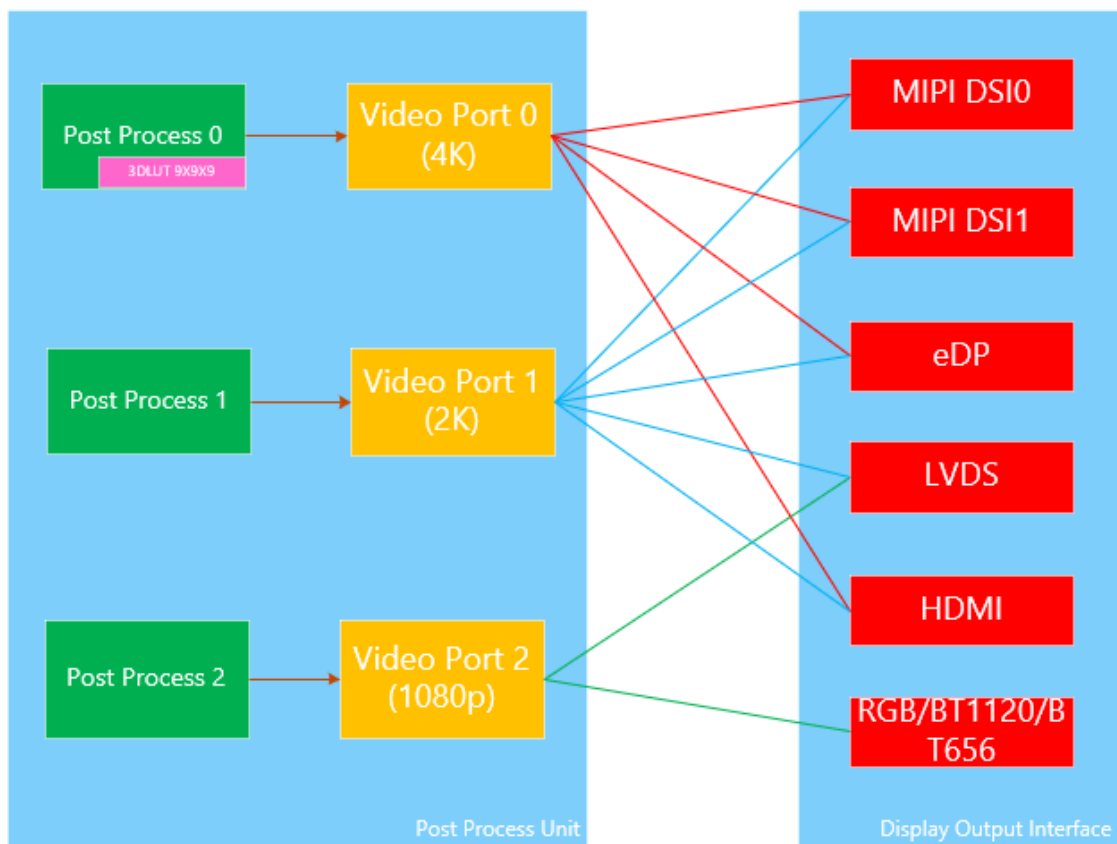 Post Process 0
3DLUT 9X9X9
Video Port 0
(4K)
MIPI DSI0
MIPI DSI1
Post Process 1
Video Port 1
(2K)
eDP
LVDS
Post Process 2
Video Port 2
(1080p)
HDMI
RGB/BT1120/B
T656
Post Process Unit
Display Output Interface